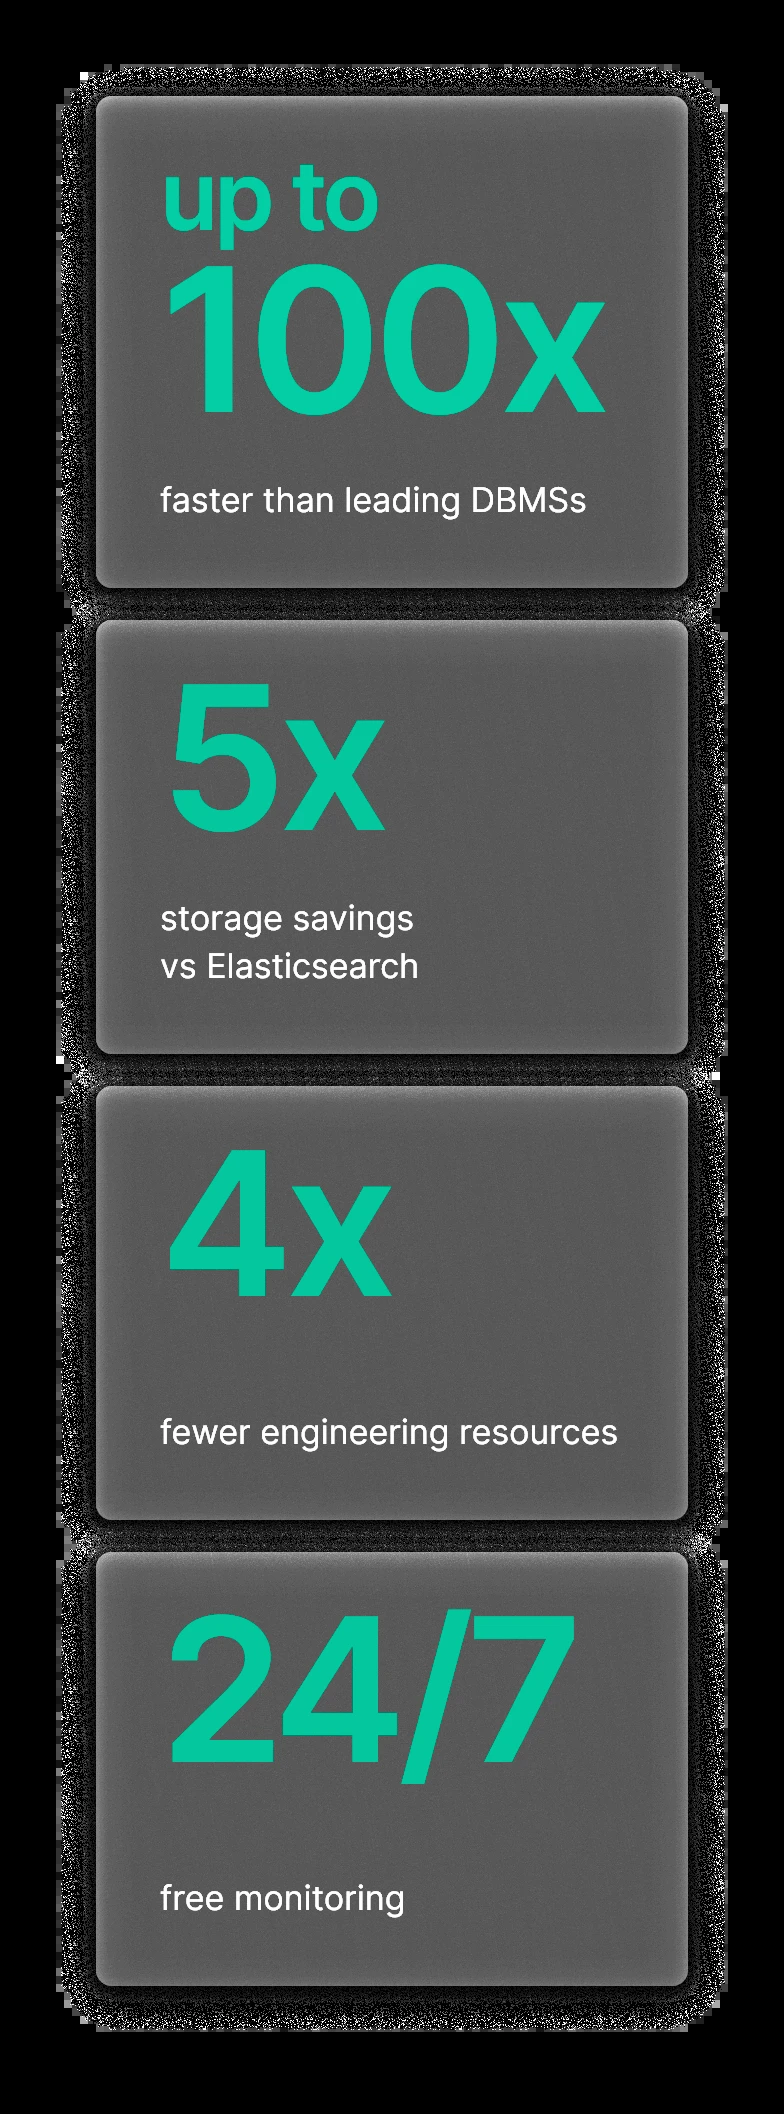 up to
100x
faster than leading DBMSs
5x
storage savings
vs Elasticsearch
4x
fewer engineering resources
24/7
free monitoring